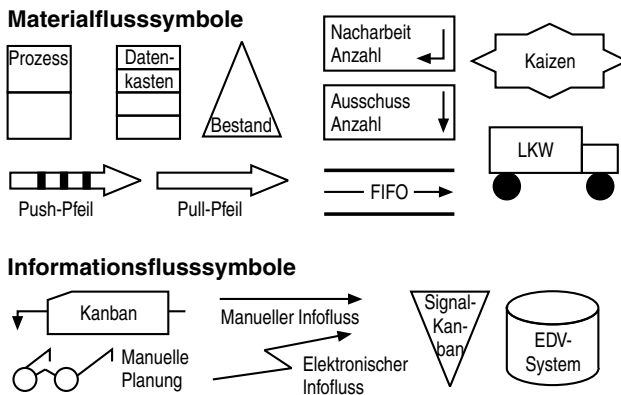 Materialflusssymbole
Prozess
Daten-
kasten
Bestand
Nacharbeit
Anzahl
Ausschuss
Anzahl
Kaizen
LKW
Push-Pfeil
Pull-Pfeil
FIFO
Informationsflusssymbole
Kanban
Manueller Infofluss
Signal-
Kan-
ban
EDV-
System
Manuelle
Planung
Elektronischer
Infofluss